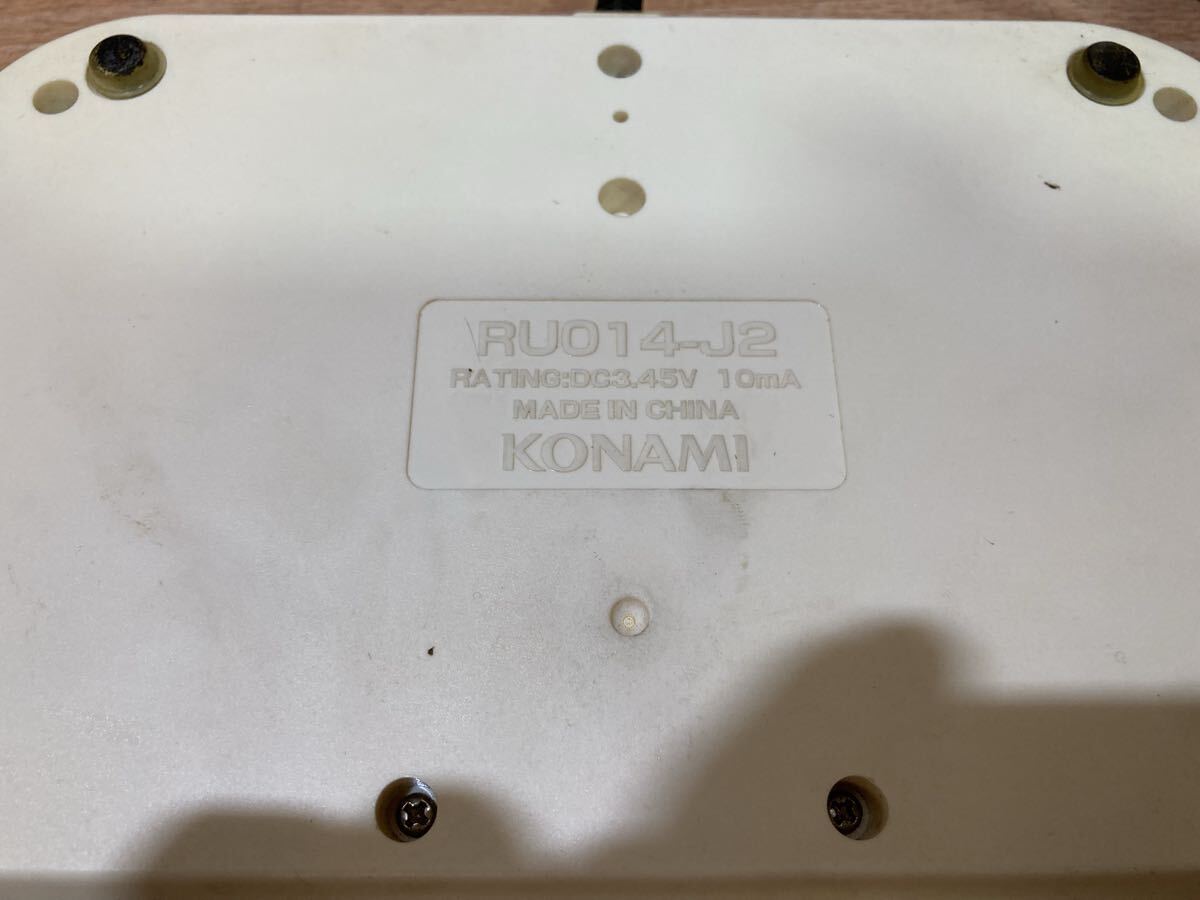 RU014-J2
RATING:DC3.45V 10mA
MADE IN CHINA
KONAMI